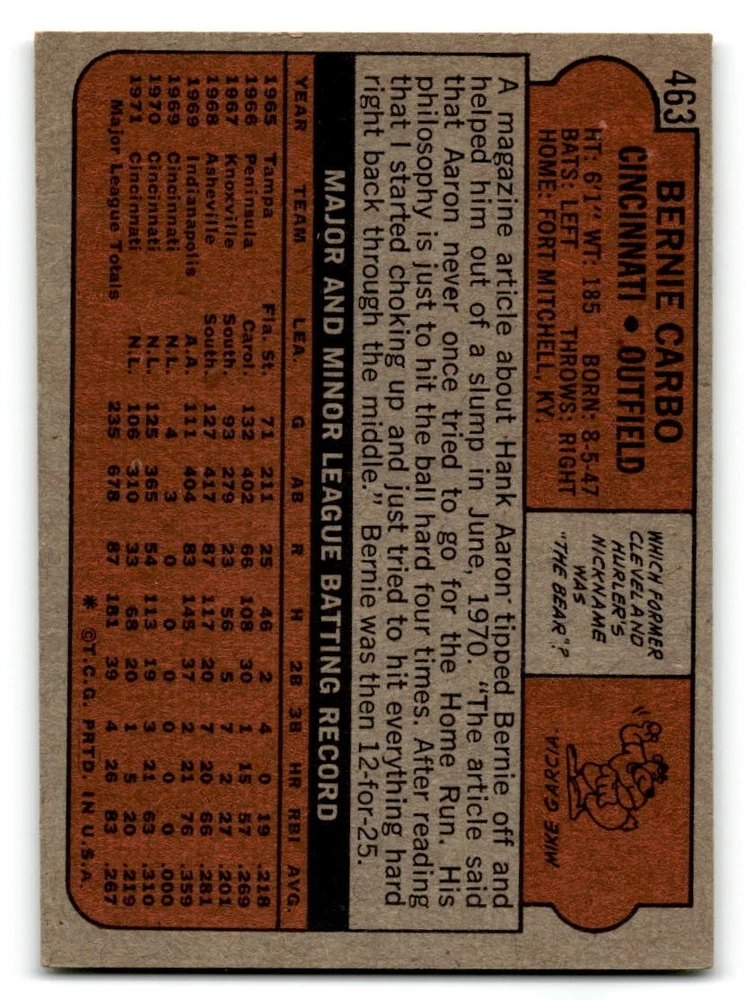 463
BERNIE CARBO
CINCINNATI • OUTFIELD
HT: 6'1" WT: 185 BORN: 8-5-47
BATS: LEFT THROWS: RIGHT
HOME: FORT MITCHELL, KY.
WHICH FORMER
CLEVELAND
HURLER'S
NICKNAME
WAS
"THE BEAR"?
MIKE GARCIA.
A magazine article about Hank Aaron tipped Bernie off and
helped him out of a slump in June, 1970. "The article said
that Aaron never once tried to go for the Home Run. His
philosophy is just to hit the ball hard four times. After reading
that I started choking up and just tried to hit everything hard
right back through the middle." Bernie was then 12-for-25.
MAJOR AND MINOR LEAGUE BATTING RECORD
YEAR TEAM LEA. G AB R H 2B 3B HR RBI AVG.
1965 Tampa Fla. St. 71 211 25 46 2 4 0 19 .218
1966 Peninsula Carol. 132 402 66 108 30 1 15 57 .269
1967 Knoxville South. 93 279 23 56 5 7 2 27 .201
1968 Asheville South. 127 417 87 117 20 7 20 66 .281
1969 Indianapolis A.A. 111 404 83 145 37 2 21 76 .359
1969 Cincinnati N.L. 4 3 0 0 0 0 0 0 .000
1970 Cincinnati N.L. 125 365 54 113 19 3 21 63 .310
1971 Cincinnati N.L. 106 310 33 68 20 1 5 20 .219
Major League Totals 235 678 87 181 39 4 26 83 .267
* ©T.C.G. PRTD. IN U.S.A.